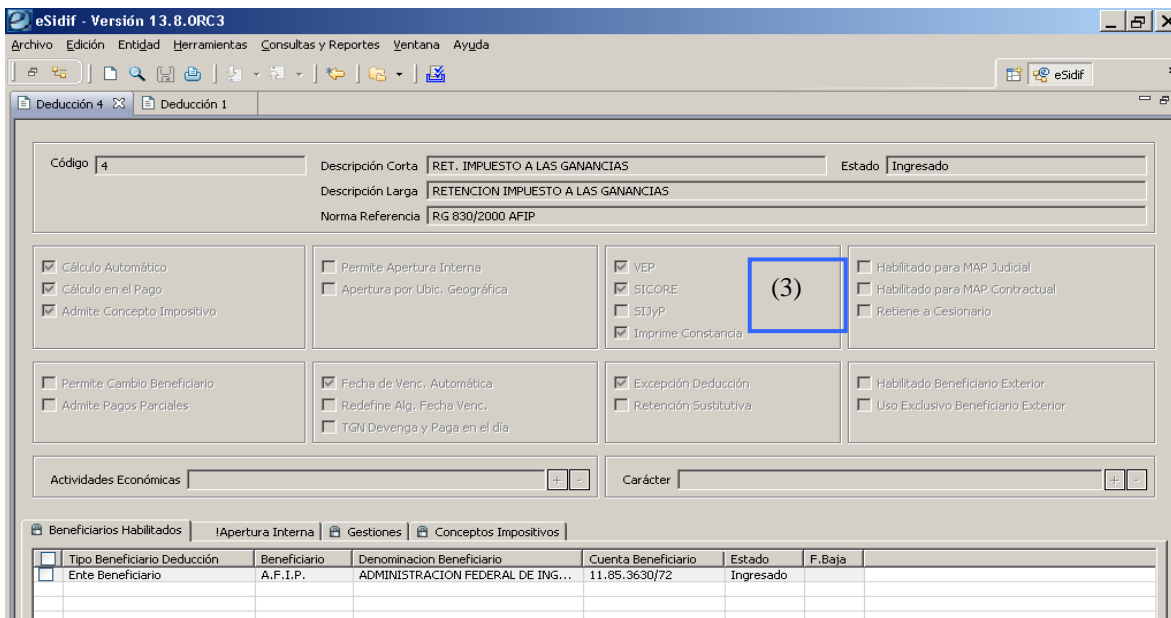 eSidif - Versión 13.8.0RC3
Archivo Edición Entidad Herramientas Consultas y Reportes Ventana Ayuda
eSidif
Deducción 4 Deducción 1
Código 4 Descripción Corta RET. IMPUESTO A LAS GANANCIAS Estado Ingresado
Descripción Larga RETENCION IMPUESTO A LAS GANANCIAS
Norma Referencia RG 830/2000 AFIP
Cálculo Automático Permite Apertura Interna VEP Habilitado para MAP Judicial
Cálculo en el Pago Apertura por Ubic. Geográfica SICORE (3) Habilitado para MAP Contractual
Admite Concepto Impositivo SIJyP Retiene a Cesionario
Imprime Constancia
Permite Cambio Beneficiario Fecha de Venc. Automática Excepción Deducción Habilitado Beneficiario Exterior
Admite Pagos Parciales Redefine Alg. Fecha Venc. Retención Sustitutiva Uso Exclusivo Beneficiario Exterior
TGN Devenga y Paga en el día
Actividades Económicas + - Carácter + -
Beneficiarios Habilitados !Apertura Interna Gestiones Conceptos Impositivos
Tipo Beneficiario Deducción Beneficiario Denominacion Beneficiario Cuenta Beneficiario Estado F.Baja
Ente Beneficiario A.F.I.P. ADMINISTRACION FEDERAL DE ING... 11.85.3630/72 Ingresado